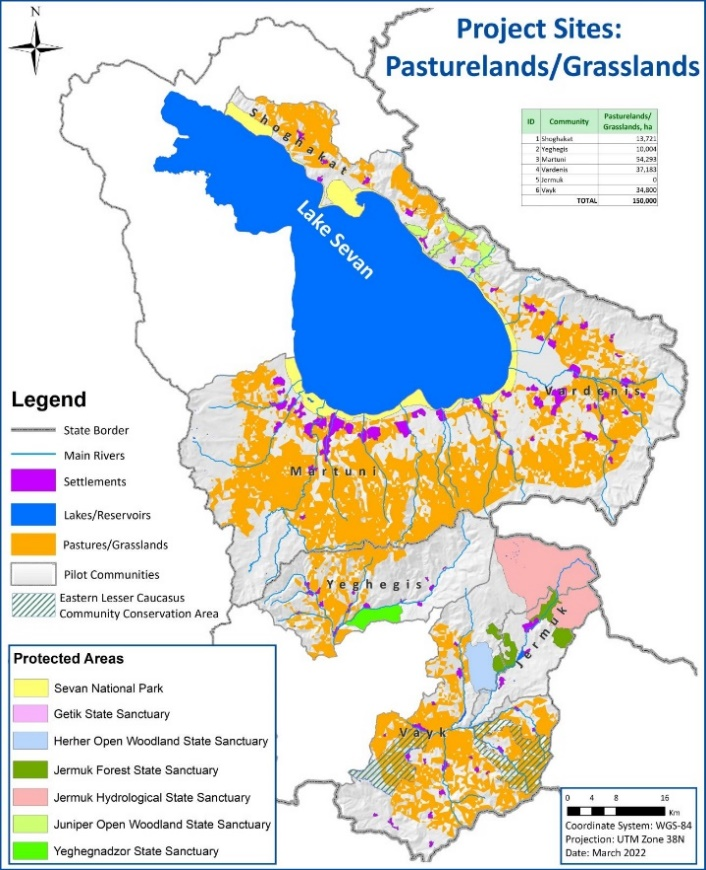 N
Project Sites:
Pasturelands/Grasslands
ID Community Pasturelands/
Grasslands, ha
1 Shoghakat 13,721
2 Yeghegis 10,004
3 Martuni 54,293
4 Vardenis 37,183
5 Jermuk 0
6 Vayk 34,800
TOTAL 150,000
Shoghakat
Lake Sevan
Vardenis
Martuni
Yeghegis
Jermuk
Vayk
Legend
State Border
Main Rivers
Settlements
Lakes/Reservoirs
Pastures/Grasslands
Pilot Communities
Eastern Lesser Caucasus
Community Conservation Area
Protected Areas
Sevan National Park
Getik State Sanctuary
Herher Open Woodland State Sanctuary
Jermuk Forest State Sanctuary
Jermuk Hydrological State Sanctuary
Juniper Open Woodland State Sanctuary
Yeghegnadzor State Sanctuary
0 4 8 16
Km
Coordinate System: WGS-84
Projection: UTM Zone 38N
Date: March 2022